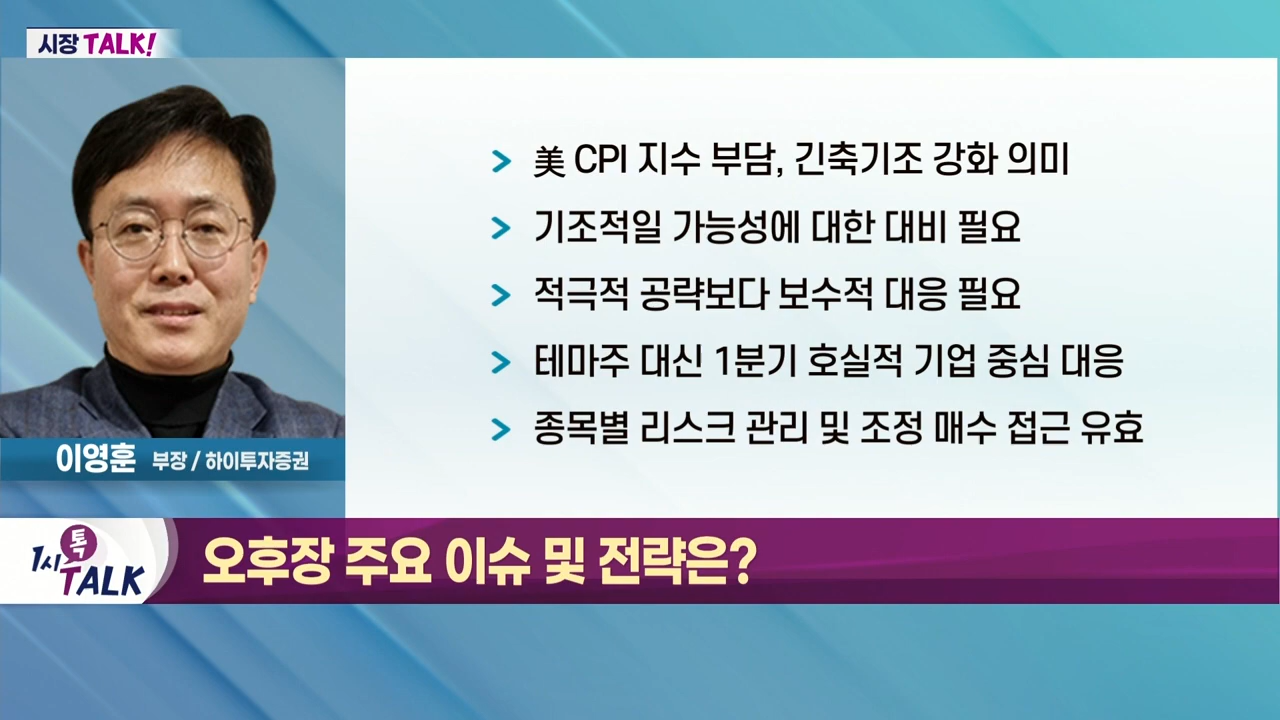 시장 TALK!
美 CPI 지수 부담, 긴축기조 강화 의미
기조적일 가능성에 대한 대비 필요
적극적 공략보다 보수적 대응 필요
테마주 대신 1분기 호실적 기업 중심 대응
종목별 리스크 관리 및 조정 매수 접근 유효
이영훈 부장 / 하이투자증권
1시 톡 TALK
오후장 주요 이슈 및 전략은?